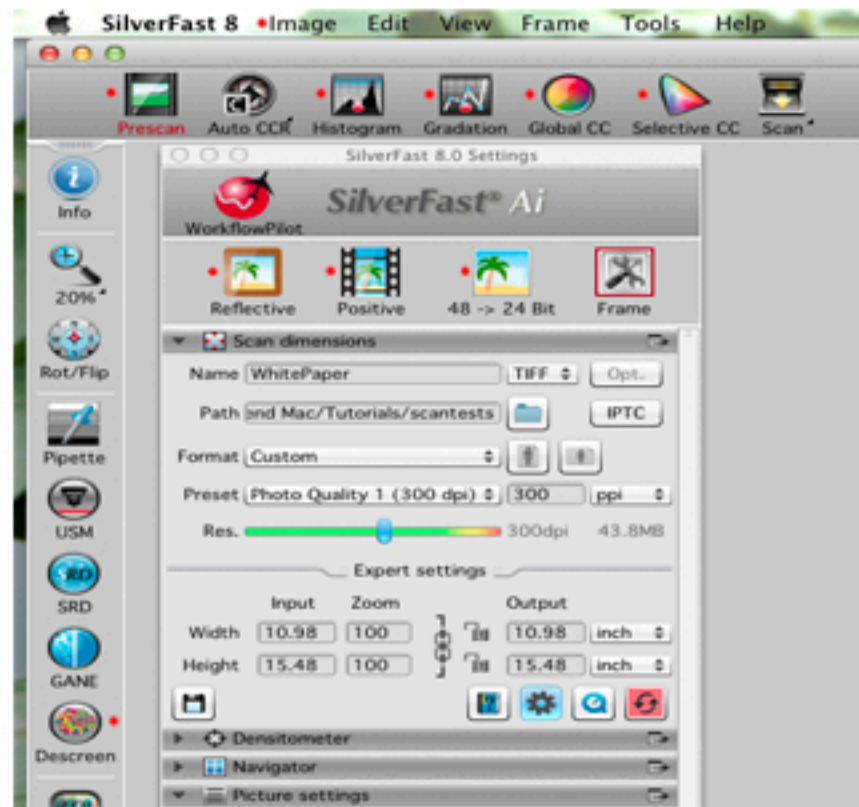 SilverFast 8 Image Edit View Frame Tools Help
Prescan Auto CCR Histogram Gradation Global CC Selective CC Scan
SilverFast 8.0 Settings
SilverFast® Ai
WorkflowPilot
Info
Reflective Positive 48 -> 24 Bit Frame
20%
Scan dimensions
Rot/Flip
Name WhitePaper TIFF Opt.
Path end Mac/Tutorials/scantests IPTC
Pipette
Format Custom
Preset Photo Quality 1 (300 dpi) 300 ppi
USM
Res. 300dpi 43.8MB
Expert settings
SRD
Input Zoom Output
Width 10.98 100 10.98 inch
Height 15.48 100 15.48 inch
GANE
Densitometer
Descreen
Navigator
Picture settings